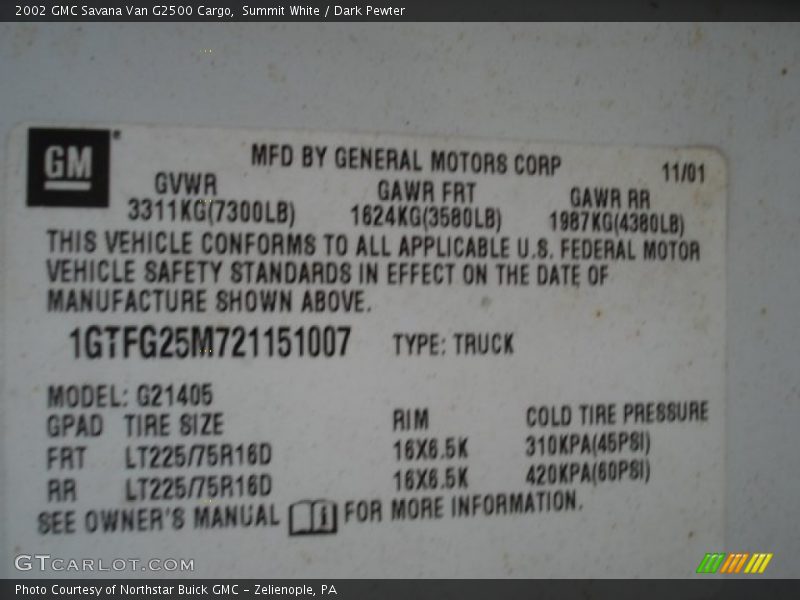 2002 GMC Savana Van G2500 Cargo,  Summit White / Dark Pewter
GM
MFD BY GENERAL MOTORS CORP
11/01
GVWR GAWR FRT GAWR RR
3311KG(7300LB) 1624KG(3580LB) 1987KG(4380LB)
THIS VEHICLE CONFORMS TO ALL APPLICABLE U.S. FEDERAL MOTOR
VEHICLE SAFETY STANDARDS IN EFFECT ON THE DATE OF
MANUFACTURE SHOWN ABOVE.
1GTFG25M721151007 TYPE: TRUCK
MODEL: G21405
GPAD TIRE SIZE RIM COLD TIRE PRESSURE
FRT LT225/75R16D 16X6.5K 310KPA(45PSI)
RR LT225/75R16D 16X6.5K 420KPA(60PSI)
SEE OWNER'S MANUAL i FOR MORE INFORMATION.
GTCARLOT.COM
Photo Courtesy of Northstar Buick GMC - Zelienople, PA